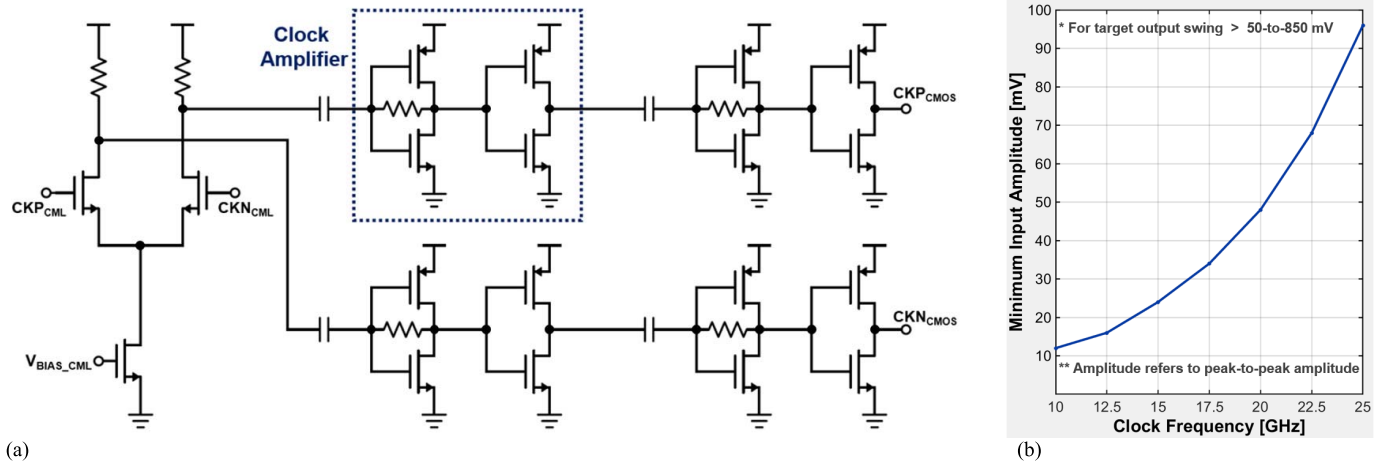 Clock
Amplifier
CKP_CML
CKN_CML
V_BIAS_CML
CKP_CMOS
CKN_CMOS
(a)
* For target output swing > 50-to-850 mV
** Amplitude refers to peak-to-peak amplitude
Minimum Input Amplitude [mV]
100
90
80
70
60
50
40
30
20
10
10 12.5 15 17.5 20 22.5 25
Clock Frequency [GHz]
(b)